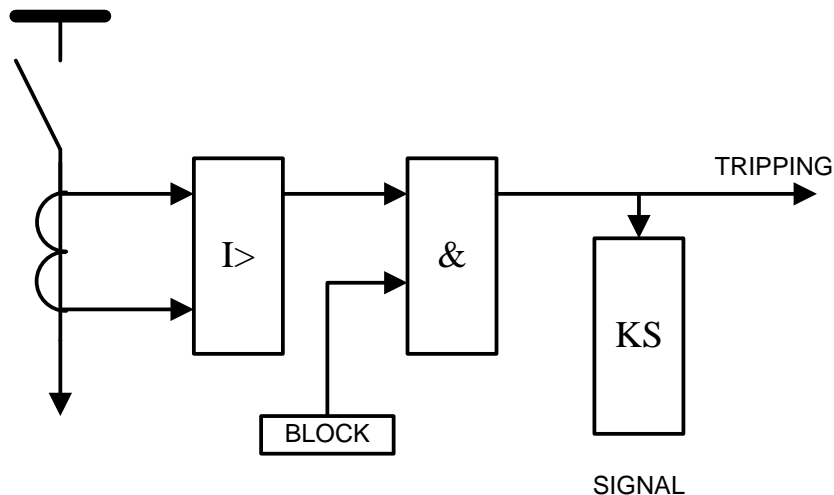 TRIPPING
I>
&
KS
BLOCK
SIGNAL